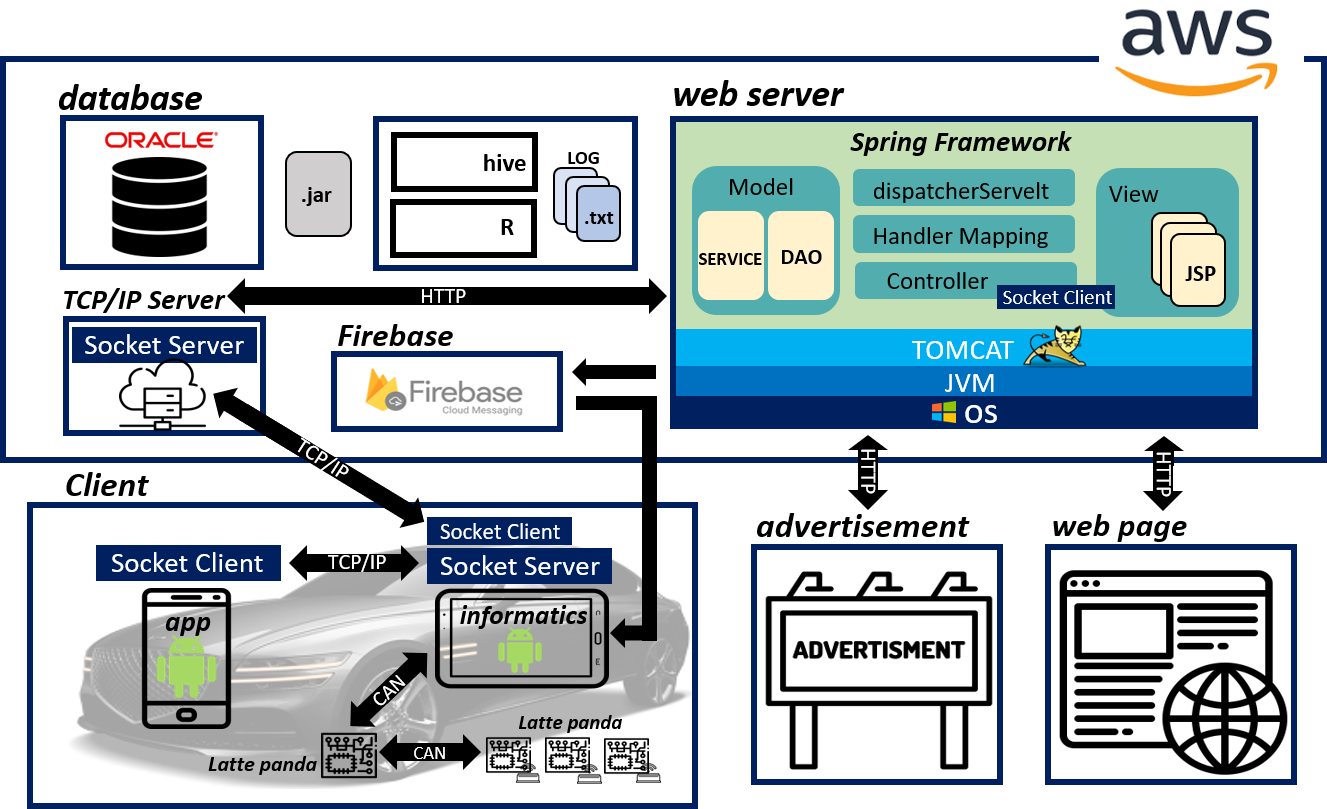 aws
database
web server
ORACLE
.jar
hive
R
LOG
.txt
Spring Framework
Model
SERVICE
DAO
dispatcherServelt
Handler Mapping
Controller
Socket Client
View
JSP
TOMCAT
JVM
OS
TCP/IP Server
HTTP
Socket Server
Firebase
Firebase
Cloud Messaging
TCP/IP
HTTP
HTTP
Client
Socket Client
TCP/IP
Socket Client
Socket Server
app
informatics
CAN
Latte panda
CAN
Latte panda
advertisement
ADVERTISMENT
web page